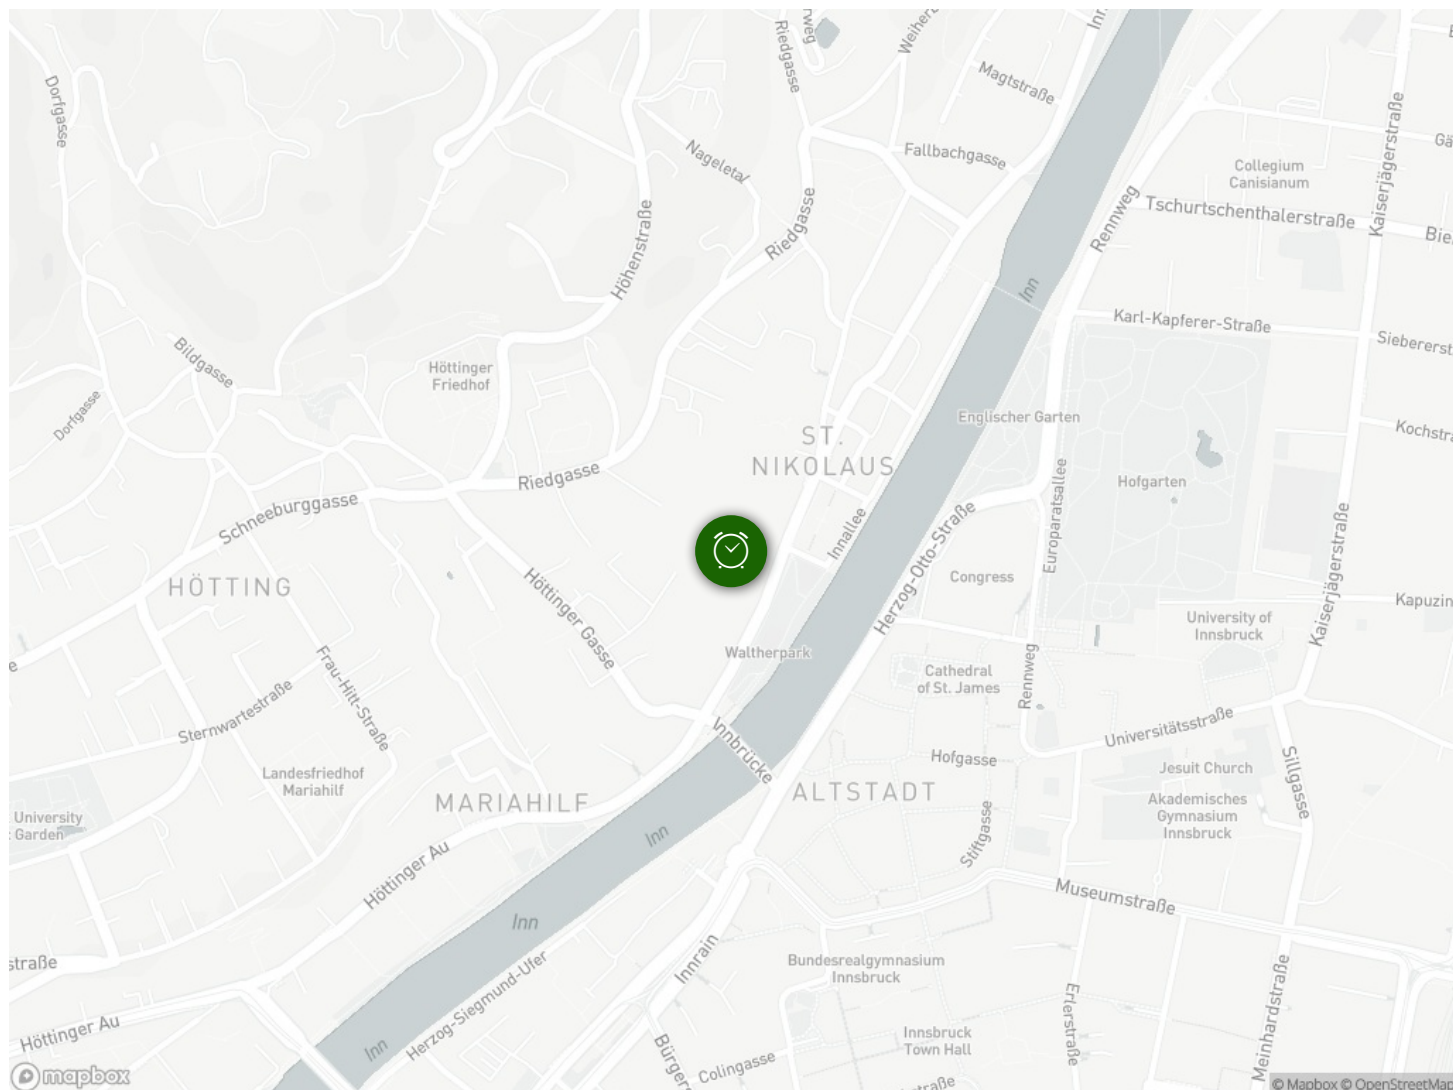 Dorfgasse
Riedgasse
Magtstraße
Nageletal
Fallbachgasse
Collegium
Canisianum
Kaiserjägerstraße
Tschurtschenthalerstraße
Rennweg
Riedgasse
Höhenstraße
Inn
Karl-Kapferer-Straße
Bildgasse
Höttinger
Friedhof
Dorfgasse
Englischer Garten
ST.
NIKOLAUS
Riedgasse
Hofgarten
Schneeburggasse
Innallee
Herzog-Otto-Straße
Europaratsallee
Congress
HÖTTING
Höttinger Gasse
Kaiserjägerstraße
University of
Innsbruck
Waltherpark
Cathedral
of St. James
Rennweg
Frau-Hitt-Straße
Sternwartestraße
Innbrücke
Universitätsstraße
Hofgasse
Jesuit Church
Sillgasse
Landesfriedhof
Mariahilf
MARIAHILF
ALTSTADT
Akademisches
Gymnasium
Innsbruck
University
Garden
Stiftgasse
Inn
Höttinger Au
Museumstraße
Inn
Innrain
Bundesrealgymnasium
Innsbruck
straße
Herzog-Siegmund-Ufer
Meinhardstraße
Erlerstraße
Höttinger Au
Inn
Innsbruck
Town Hall
Colingasse
mapbox
© Mapbox © OpenStreetMap